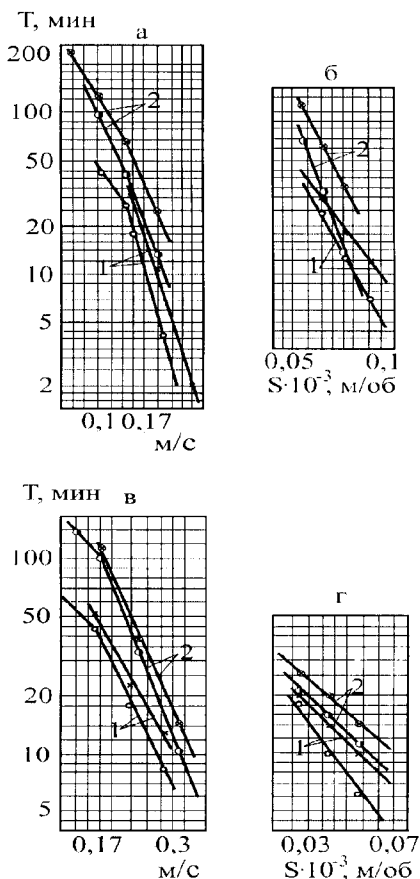 Т, мин
а
200
100
50
20
10
5
2
2
1
0,1 0,17
м/с
б
2
1
0,05 0,1
S·10⁻³, м/об
Т, мин
в
100
50
20
10
5
2
1
0,17 0,3
м/с
г
2
1
0,03 0,07
S·10⁻³, м/об